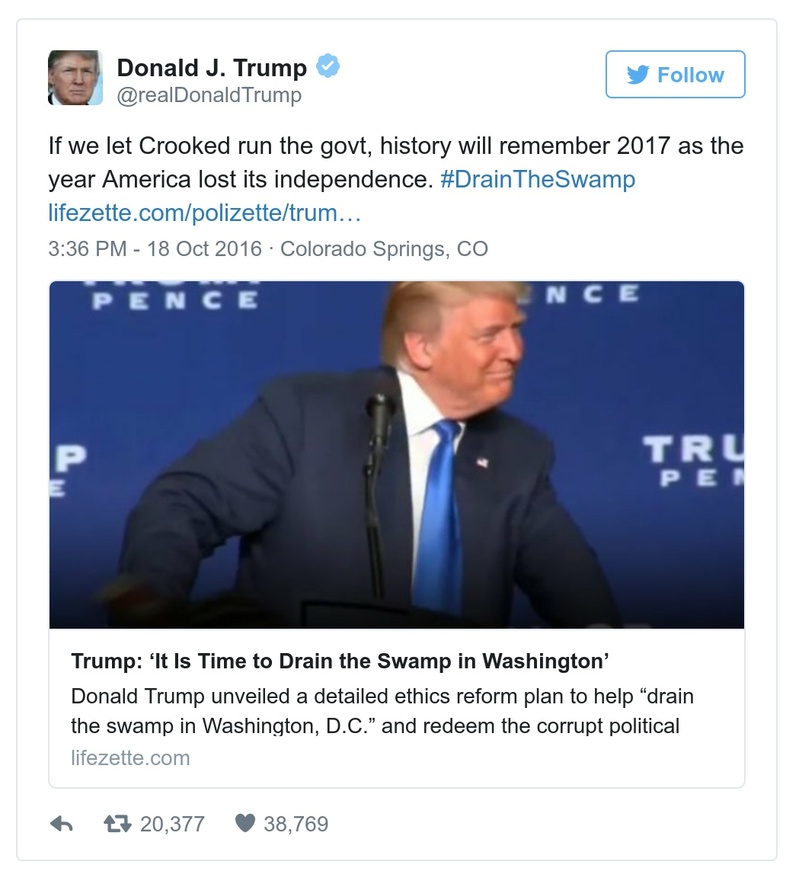 Donald J. Trump
@realDonaldTrump
Follow
If we let Crooked run the govt, history will remember 2017 as the
year America lost its independence. #DrainTheSwamp
lifezette.com/polizette/trum…
3:36 PM - 18 Oct 2016 · Colorado Springs, CO
PENCE
NCE
P
E
TRU
PEN
Trump: ‘It Is Time to Drain the Swamp in Washington’
Donald Trump unveiled a detailed ethics reform plan to help “drain
the swamp in Washington, D.C.” and redeem the corrupt political
lifezette.com
20,377 38,769